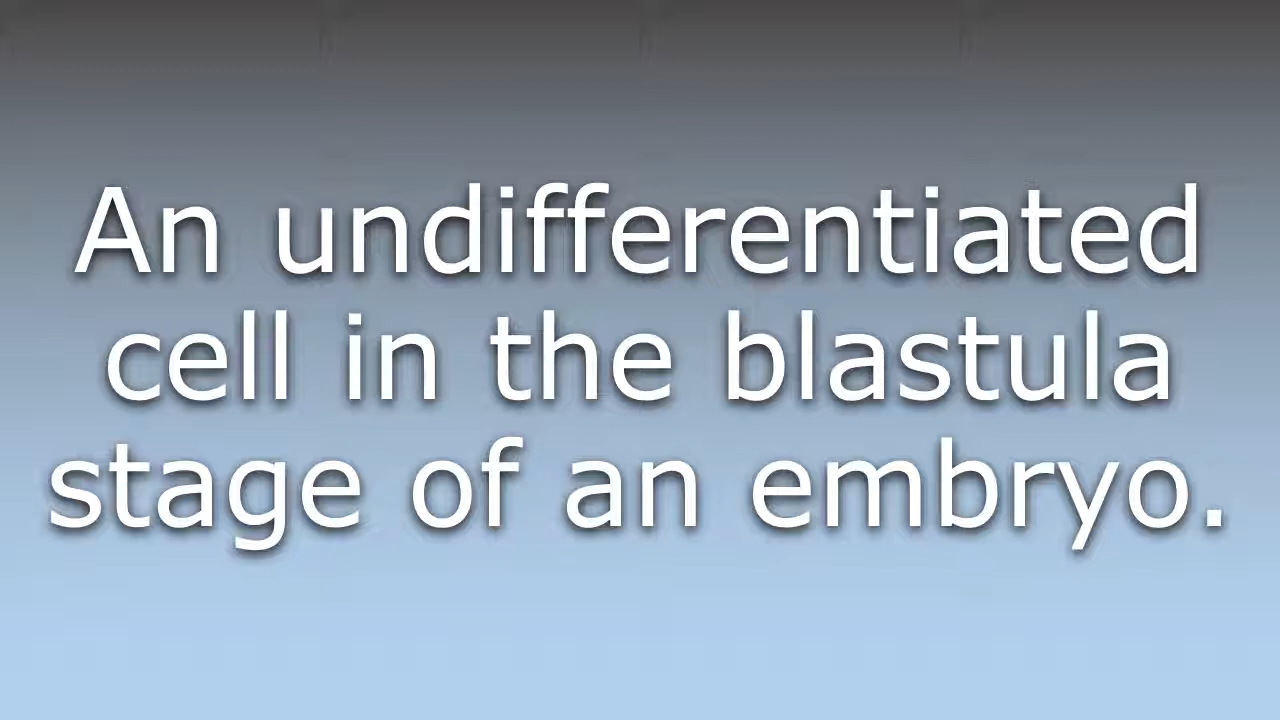 An undifferentiated
cell in the blastula
stage of an embryo.